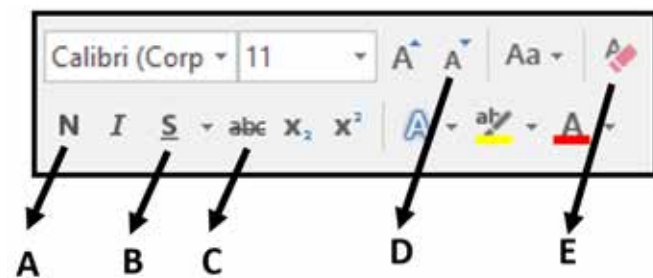 Calibri (Corp 11 A A Aa A
N I S abc X₂ X² A ab A
A B C D E